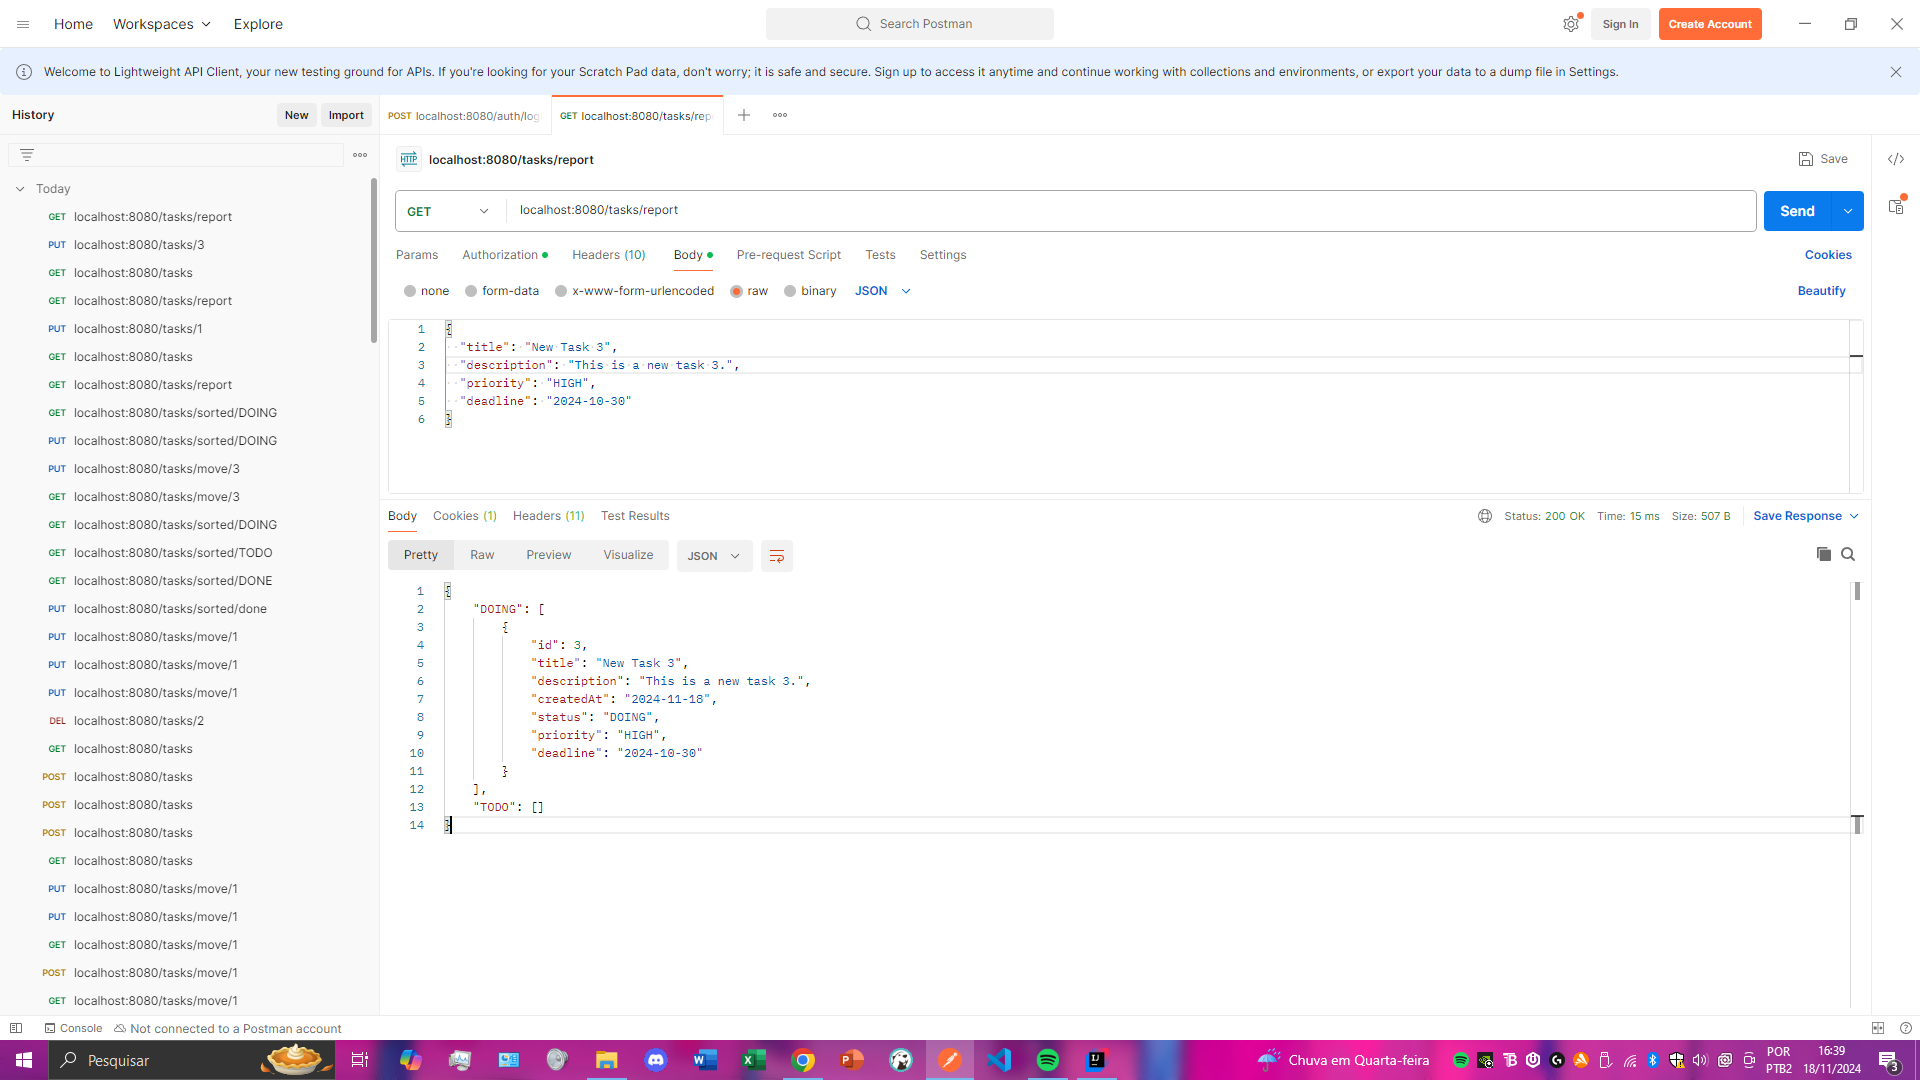 Home Workspaces Explore Search Postman Sign In Create Account
Welcome to Lightweight API Client, your new testing ground for APIs. If you're looking for your Scratch Pad data, don't worry; it is safe and secure. Sign up to access it anytime and continue working with collections and environments, or export your data to a dump file in Settings.
History New Import
Today
GET localhost:8080/tasks/report
PUT localhost:8080/tasks/3
GET localhost:8080/tasks
GET localhost:8080/tasks/report
PUT localhost:8080/tasks/1
GET localhost:8080/tasks
GET localhost:8080/tasks/report
GET localhost:8080/tasks/sorted/DOING
PUT localhost:8080/tasks/sorted/DOING
PUT localhost:8080/tasks/move/3
GET localhost:8080/tasks/move/3
GET localhost:8080/tasks/sorted/DOING
GET localhost:8080/tasks/sorted/TODO
GET localhost:8080/tasks/sorted/DONE
PUT localhost:8080/tasks/sorted/done
PUT localhost:8080/tasks/move/1
PUT localhost:8080/tasks/move/1
PUT localhost:8080/tasks/move/1
DEL localhost:8080/tasks/2
GET localhost:8080/tasks
POST localhost:8080/tasks
POST localhost:8080/tasks
POST localhost:8080/tasks
GET localhost:8080/tasks
PUT localhost:8080/tasks/move/1
PUT localhost:8080/tasks/move/1
GET localhost:8080/tasks/move/1
POST localhost:8080/tasks/move/1
GET localhost:8080/tasks/move/1
POST localhost:8080/auth/log GET localhost:8080/tasks/rep
HTTP localhost:8080/tasks/report Save
GET localhost:8080/tasks/report Send
Params Authorization Headers (10) Body Pre-request Script Tests Settings Cookies
none form-data x-www-form-urlencoded raw binary JSON Beautify
1 {
2 "title": "New Task 3",
3 "description": "This is a new task 3.",
4 "priority": "HIGH",
5 "deadline": "2024-10-30"
6 }
Body Cookies (1) Headers (11) Test Results Status: 200 OK Time: 15 ms Size: 507 B Save Response
Pretty Raw Preview Visualize JSON
1 {
2 "DOING": [
3 {
4 "id": 3,
5 "title": "New Task 3",
6 "description": "This is a new task 3.",
7 "createdAt": "2024-11-18",
8 "status": "DOING",
9 "priority": "HIGH",
10 "deadline": "2024-10-30"
11 }
12 ],
13 "TODO": []
14 }
Console Not connected to a Postman account
Pesquisar Chuva em Quarta-feira POR 16:39
PTB2 18/11/2024 3